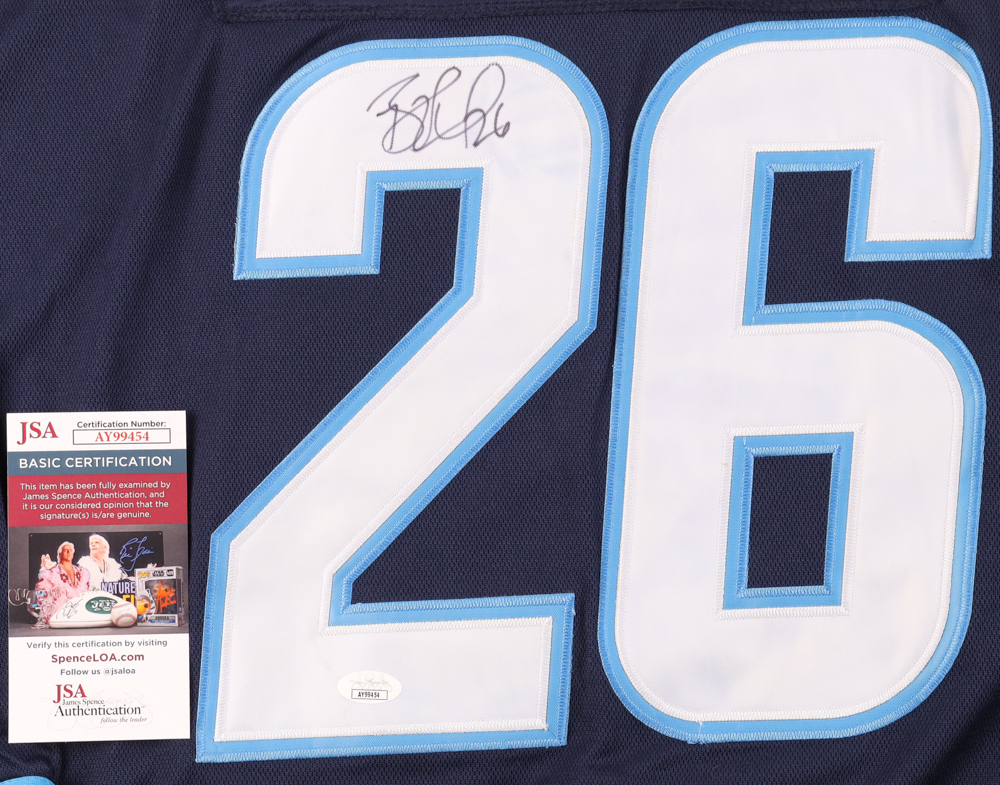 26
26
JSA
Certification Number:
AY99454
BASIC CERTIFICATION
This item has been fully examined by
James Spence Authentication, and
it is our considered opinion that the
signature(s) is/are genuine.
NATURE
JETS
Verify this certification by visiting
SpenceLOA.com
Follow us @jsaloa
JSA
James Spence
Authentication
follow the leader
AY99454